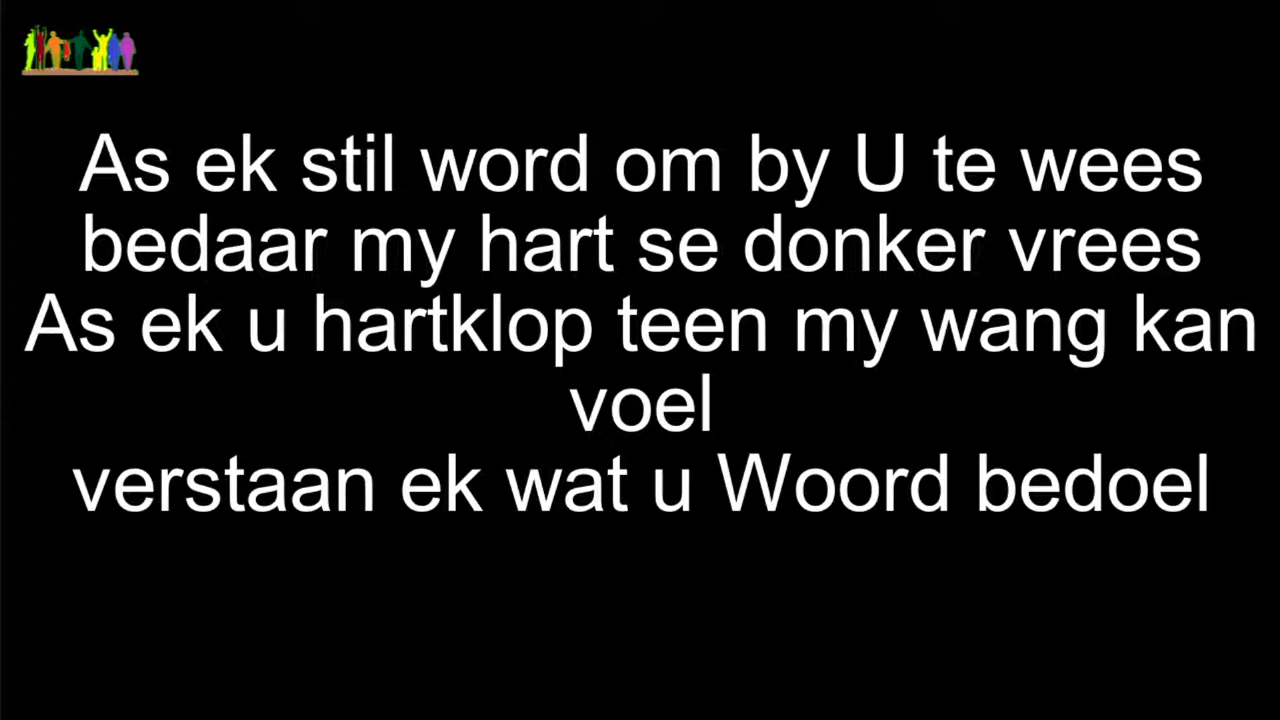 As ek stil word om by U te wees
bedaar my hart se donker vrees
As ek u hartklop teen my wang kan
voel
verstaan ek wat u Woord bedoel